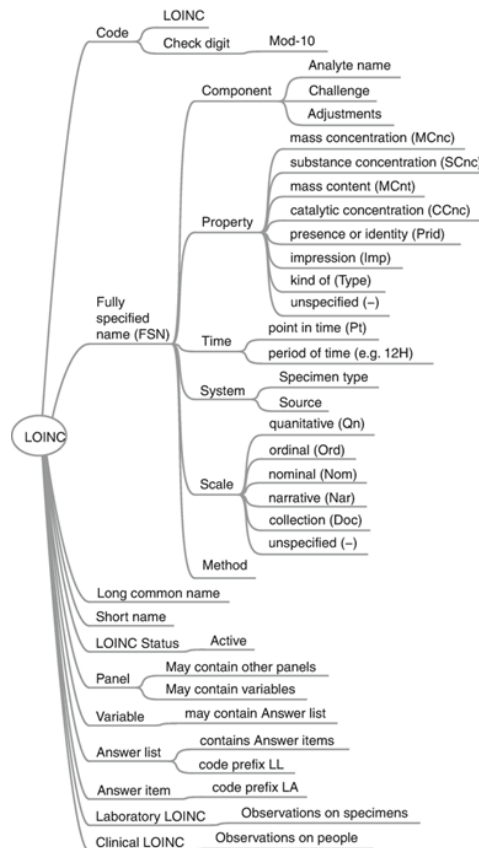 LOINC
Code
LOINC
Check digit
Mod-10
Fully
specified
name (FSN)
Component
Analyte name
Challenge
Adjustments
Property
mass concentration (MCnc)
substance concentration (SCnc)
mass content (MCnt)
catalytic concentration (CCnc)
presence or identity (Prid)
impression (Imp)
kind of (Type)
unspecified (–)
Time
point in time (Pt)
period of time (e.g. 12H)
System
Specimen type
Source
Scale
quanitative (Qn)
ordinal (Ord)
nominal (Nom)
narrative (Nar)
collection (Doc)
unspecified (–)
Method
Long common name
Short name
LOINC Status
Active
Panel
May contain other panels
May contain variables
Variable
may contain Answer list
Answer list
contains Answer items
code prefix LL
Answer item
code prefix LA
Laboratory LOINC
Observations on specimens
Clinical LOINC
Observations on people